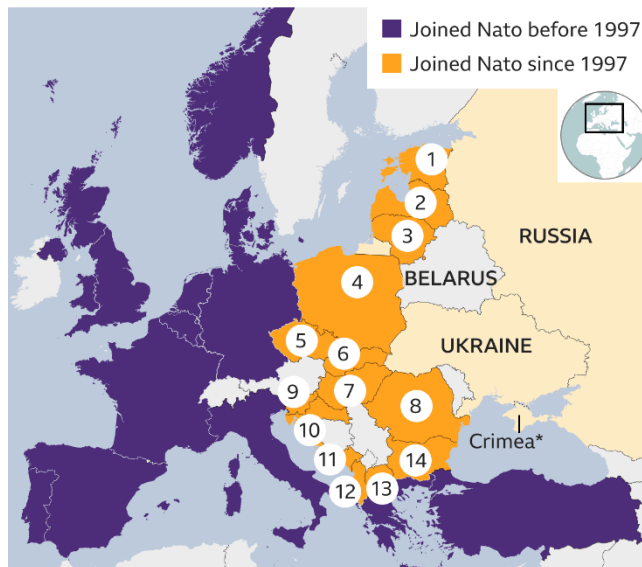 Joined Nato before 1997
Joined Nato since 1997
1
2
3
RUSSIA
4
BELARUS
5
6
UKRAINE
9
7
8
10
Crimea*
11
14
12
13